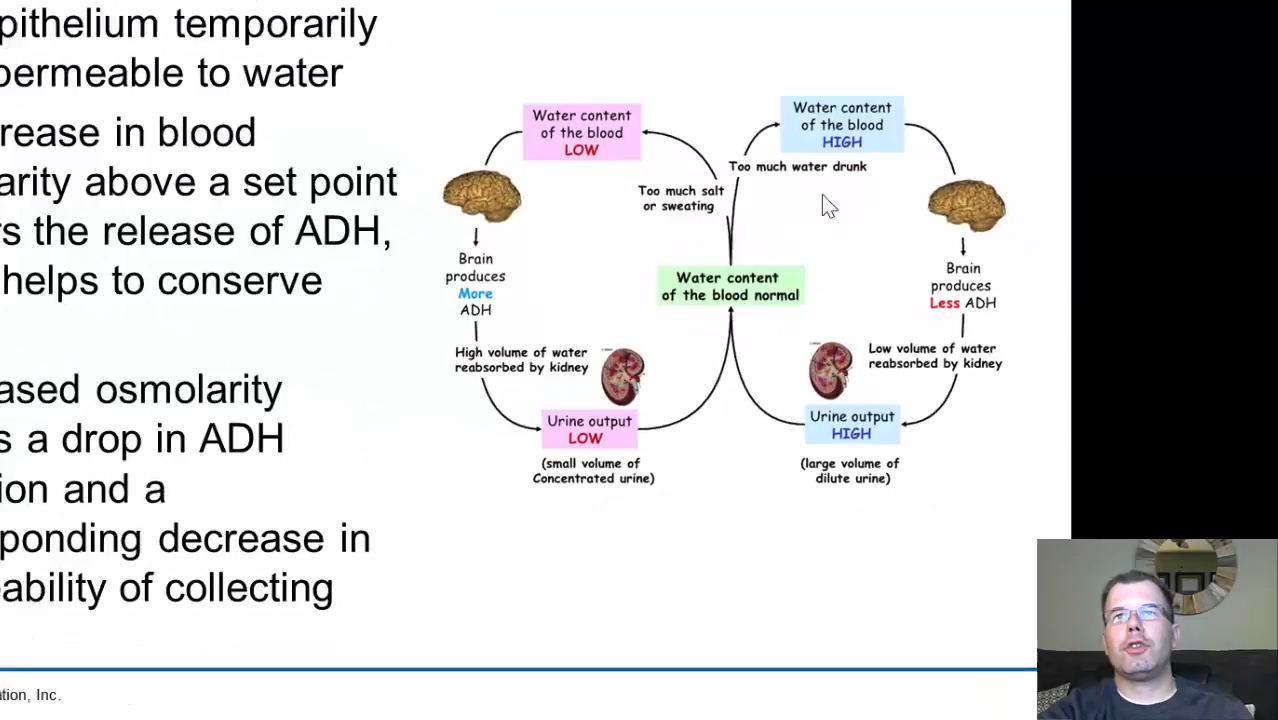 pithelium temporarily
permeable to water
rease in blood
arity above a set point
s the release of ADH,
helps to conserve
ased osmolarity
s a drop in ADH
ion and a
ponding decrease in
ability of collecting
Water content
of the blood
LOW
Too much salt
or sweating
Brain
produces
More
ADH
High volume of water
reabsorbed by kidney
Urine output
LOW
(small volume of
Concentrated urine)
Water content
of the blood normal
Water content
of the blood
HIGH
Too much water drunk
Brain
produces
Less ADH
Low volume of water
reabsorbed by kidney
Urine output
HIGH
(large volume of
dilute urine)
ation, Inc.